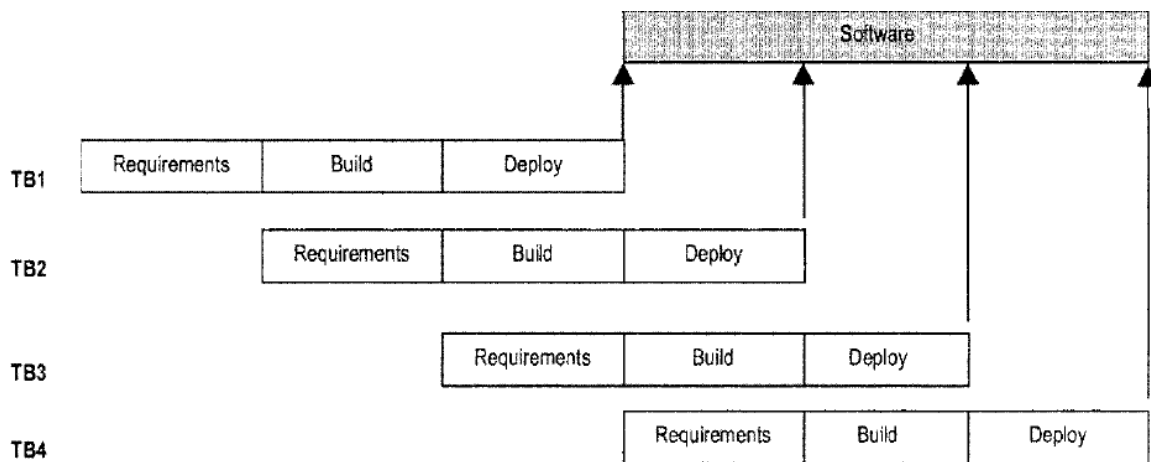 Software
Requirements Build Deploy
TB1
Requirements Build Deploy
TB2
Requirements Build Deploy
TB3
Requirements Build Deploy
TB4